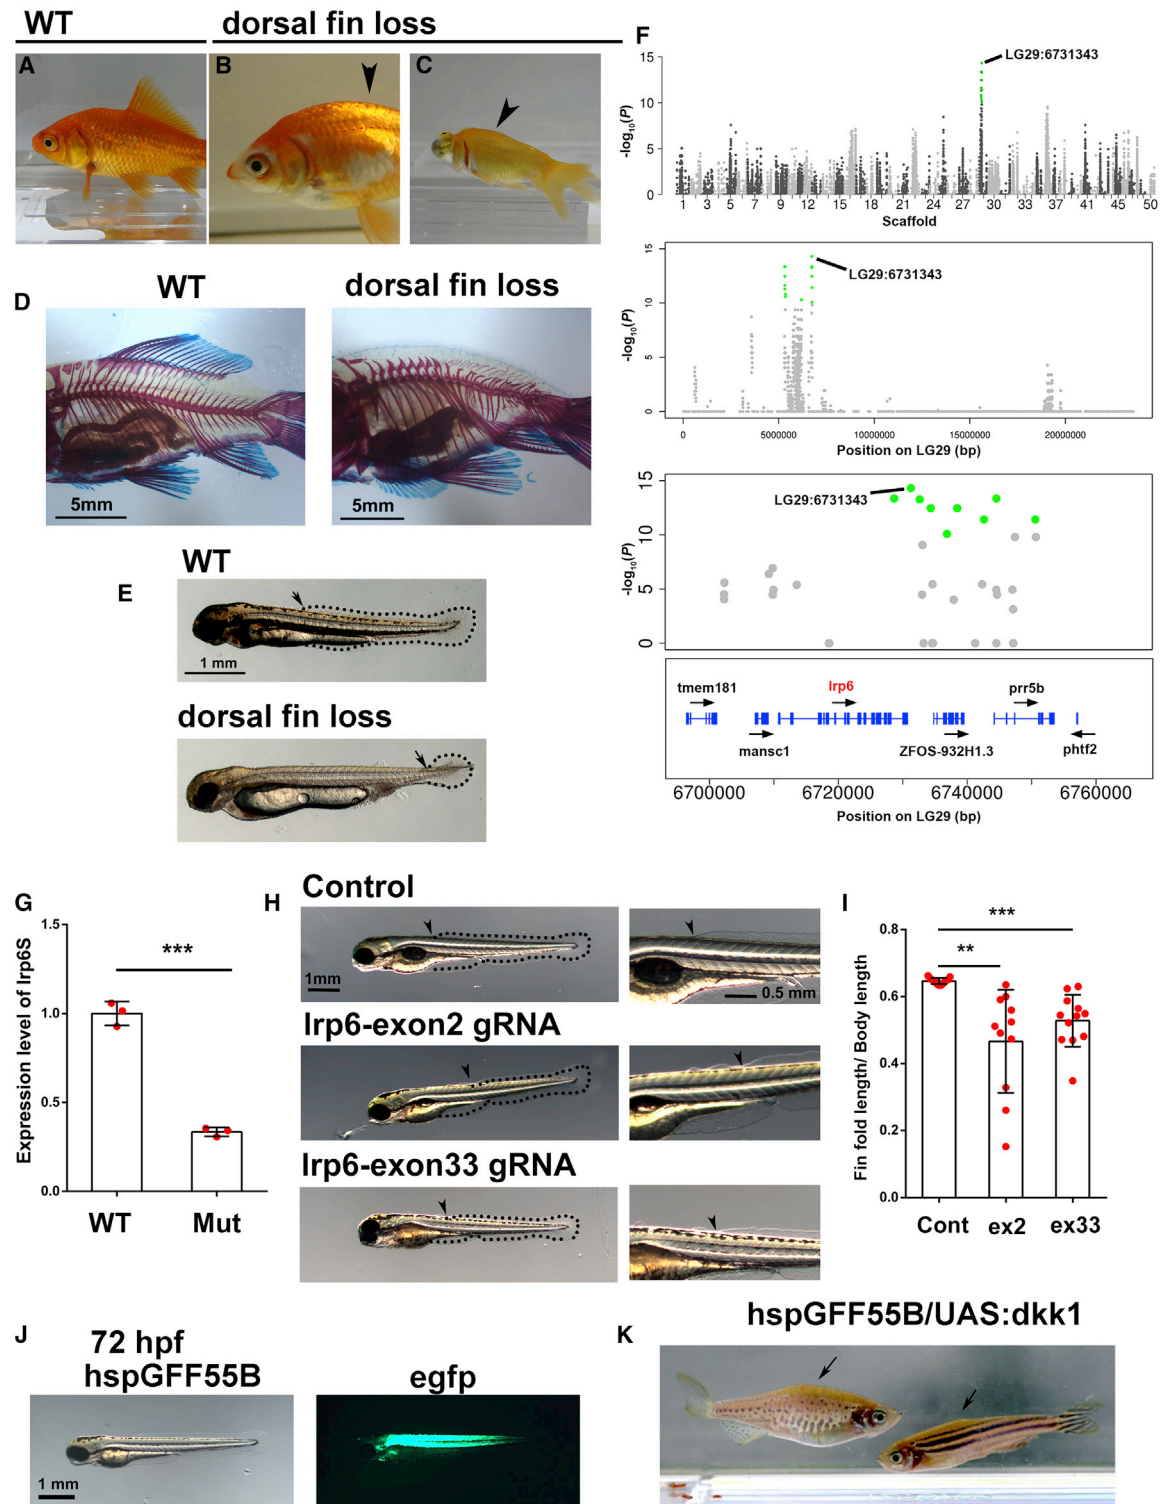 WT
dorsal fin loss
A
B
C
D
WT
dorsal fin loss
5mm
5mm
E
WT
1 mm
dorsal fin loss
F
15
10
5
0
-log10(P)
LG29:6731343
1 3 5 7 9 12 15 18 21 24 27 30 33 37 41 45 50
Scaffold
15
10
5
0
-log10(P)
LG29:6731343
0 5000000 10000000 15000000 20000000
Position on LG29 (bp)
15
10
5
0
-log10(P)
LG29:6731343
tmem181
lrp6
prr5b
mansc1
ZFOS-932H1.3
phtf2
6700000 6720000 6740000 6760000
Position on LG29 (bp)
G
1.5
1.0
0.5
0.0
Expression level of lrp6S
***
WT
Mut
H
Control
1mm
0.5 mm
lrp6-exon2 gRNA
lrp6-exon33 gRNA
I
0.8
0.6
0.4
0.2
0.0
Fin fold length/ Body length
***
**
Cont
ex2
ex33
J
72 hpf
hspGFF55B
egfp
1 mm
K
hspGFF55B/UAS:dkk1